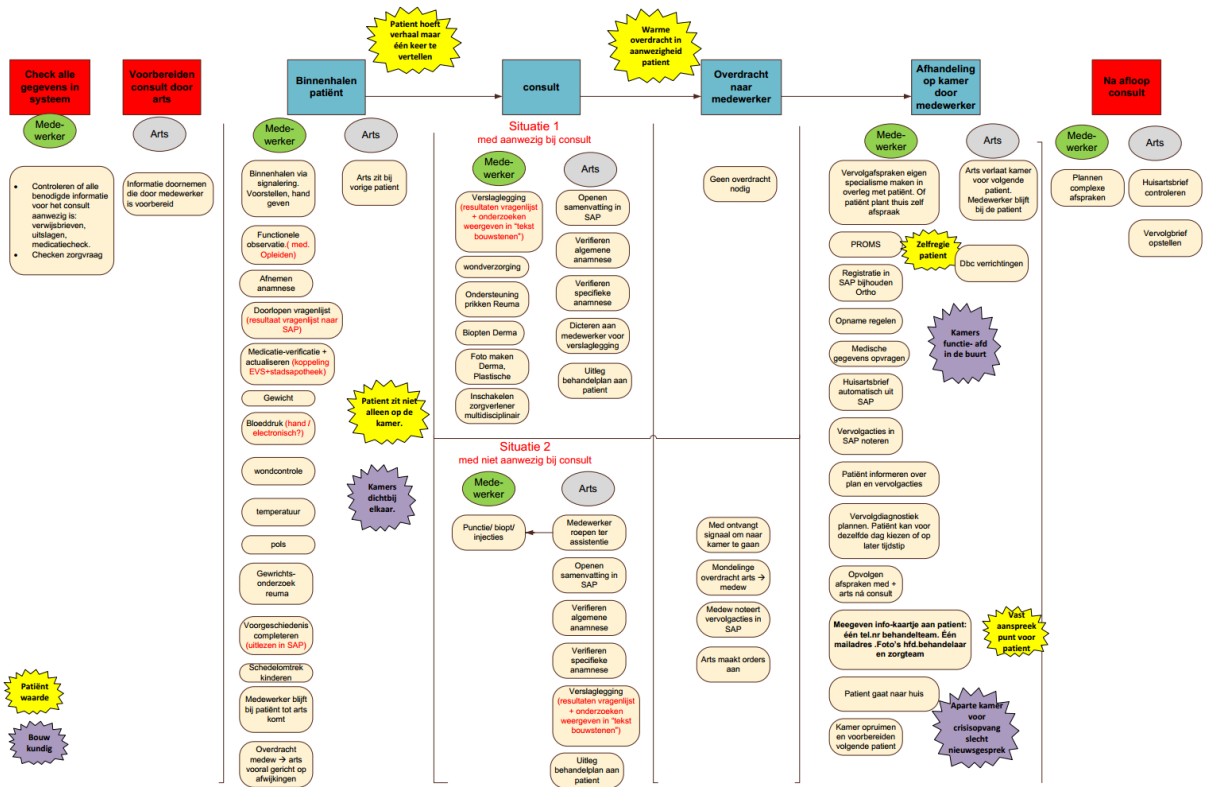 Patient hoeft
verhaal maar
één keer te
vertellen
Warme
overdracht in
aanwezigheid
patient
Check alle
gegevens in
systeem
Voorbereiden
consult door
arts
Binnenhalen
patiënt
consult
Overdracht
naar
medewerker
Afhandeling
op kamer
door
medewerker
Na afloop
consult
Mede-
werker
Arts
• Controleren of alle
benodigde informatie
voor het consult
aanwezig is:
verwijsbrieven,
uitslagen,
medicatiecheck.
• Checken zorgvraag
Informatie doornemen
die door medewerker
is voorbereid
Mede-
werker
Arts
Binnenhalen via
signalering.
Voorstellen, hand
geven
Arts zit bij
vorige patient
Functionele
observatie.( med.
Opleiden)
Afnemen
anamnese
Doorlopen vragenlijst
(resultaat vragenlijst naar
SAP)
Medicatie-verificatie +
actualiseren (koppeling
EVS+stadsapotheek)
Gewicht
Bloeddruk (hand /
electronisch?)
wondcontrole
temperatuur
pols
Gewrichts-
onderzoek
reuma
Voorgeschiedenis
completeren
(uitlezen in SAP)
Schedelomtrek
kinderen
Medewerker blijft
bij patiënt tot arts
komt
Overdracht
medew → arts
vooral gericht op
afwijkingen
Patient zit niet
alleen op de
kamer.
Kamers
dichtbij
elkaar.
Situatie 1
med aanwezig bij consult
Mede-
werker
Arts
Verslaglegging
(resultaten vragenlijst
+ onderzoeken
weergeven in “tekst
bouwstenen”)
wondverzorging
Ondersteuning
prikken Reuma
Biopten Derma
Foto maken
Derma,
Plastische
Inschakelen
zorgverlener
multidisciplinair
Openen
samenvatting in
SAP
Verifieren
algemene
anamnese
Verifieren
specifieke
anamnese
Dicteren aan
medewerker voor
verslaglegging
Uitleg
behandelplan aan
patient
Situatie 2
med niet aanwezig bij consult
Mede-
werker
Arts
Punctie/ biopt/
injecties
Medewerker
roepen ter
assistentie
Openen
samenvatting in
SAP
Verifieren
algemene
anamnese
Verifieren
specifieke
anamnese
Verslaglegging
(resultaten vragenlijst
+ onderzoeken
weergeven in “tekst
bouwstenen”)
Uitleg
behandelplan aan
patient
Geen overdracht
nodig
Med ontvangt
signaal om naar
kamer te gaan
Mondelinge
overdracht arts →
medew
Medew noteert
vervolgacties in
SAP
Arts maakt orders
aan
Mede-
werker
Arts
Vervolgafspraken eigen
specialisme maken in
overleg met patiënt. Of
patiënt plant thuis zelf
afspraak
Arts verlaat kamer
voor volgende
patient.
Medewerker blijft
bij de patient
PROMS
Zelfregie
patient
Dbc verrichtingen
Registratie in
SAP bijhouden
Ortho
Opname regelen
Medische
gegevens opvragen
Kamers
functie- afd
in de buurt
Huisartsbrief
automatisch uit
SAP
Vervolgacties in
SAP noteren
Patiënt informeren over
plan en vervolgacties
Vervolgdiagnostiek
plannen. Patiënt kan voor
dezelfde dag kiezen of op
later tijdstip
Opvolgen
afspraken med +
arts ná consult
Meegeven info-kaartje aan patient:
één tel.nr behandelteam. Één
mailadres .Foto’s hfd.behandelaar
en zorgteam
Vast
aanspreek
punt voor
patient
Patient gaat naar huis
Kamer opruimen
en voorbereiden
volgende patient
Aparte kamer
voor
crisisopvang
slecht
nieuwsgesprek
Mede-
werker
Arts
Plannen
complexe
afspraken
Huisartsbrief
controleren
Vervolgbrief
opstellen
Patiënt
waarde
Bouw
kundig